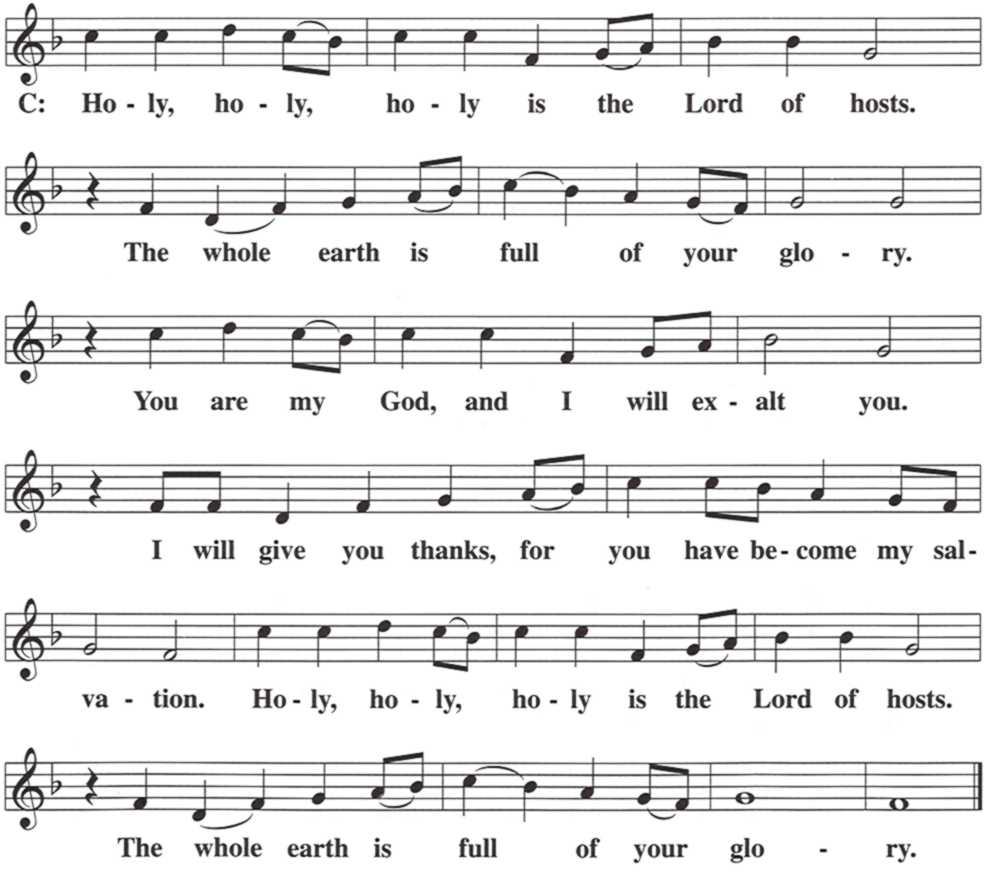 C: Ho - ly, ho - ly, ho - ly is the Lord of hosts.
The whole earth is full of your glo - ry.
You are my God, and I will ex - alt you.
I will give you thanks, for you have be - come my sal -
va - tion. Ho - ly, ho - ly, ho - ly is the Lord of hosts.
The whole earth is full of your glo - ry.